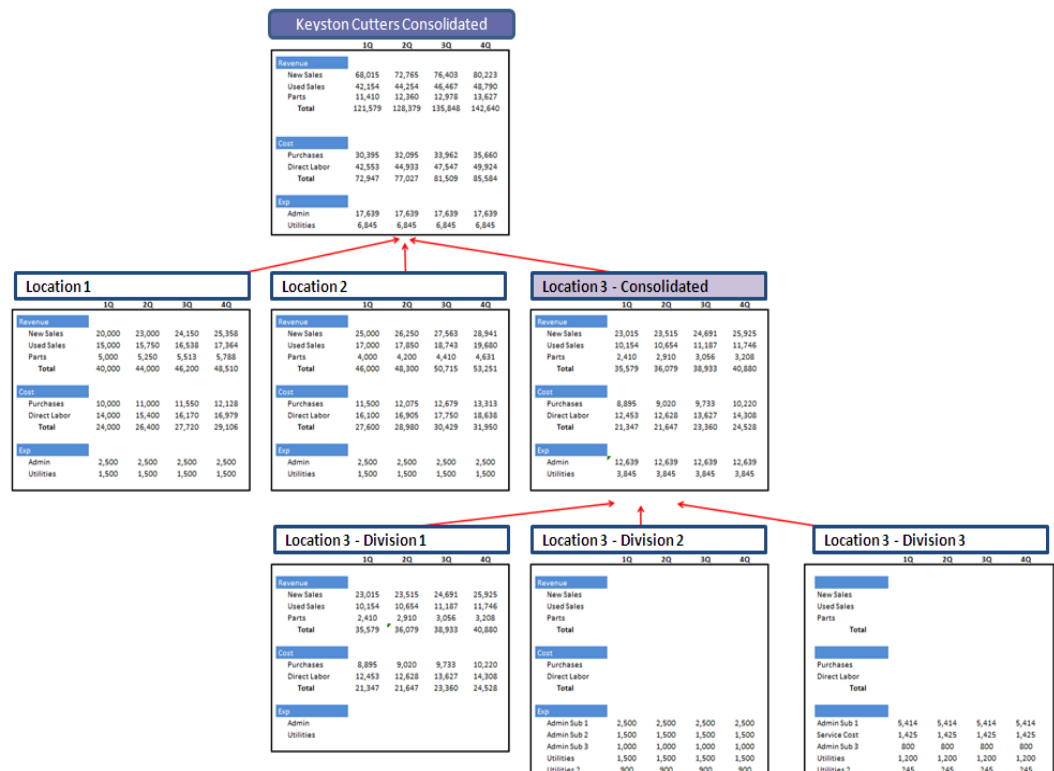 Keyston Cutters Consolidated
1Q 2Q 3Q 4Q
Revenue
New Sales 68,015 72,765 76,403 80,223
Used Sales 42,154 44,254 46,467 48,790
Parts 11,410 12,360 12,978 13,627
Total 121,579 128,379 135,848 142,640
Cost
Purchases 30,395 32,095 33,962 35,660
Direct Labor 42,553 44,933 47,547 49,924
Total 72,947 77,027 81,509 85,584
Exp
Admin 17,639 17,639 17,639 17,639
Utilities 6,845 6,845 6,845 6,845
Location 1
1Q 2Q 3Q 4Q
Revenue
New Sales 20,000 23,000 24,150 25,358
Used Sales 15,000 15,750 16,538 17,364
Parts 5,000 5,250 5,513 5,788
Total 40,000 44,000 46,200 48,510
Cost
Purchases 10,000 11,000 11,550 12,128
Direct Labor 14,000 15,400 16,170 16,979
Total 24,000 26,400 27,720 29,106
Exp
Admin 2,500 2,500 2,500 2,500
Utilities 1,500 1,500 1,500 1,500
Location 2
1Q 2Q 3Q 4Q
Revenue
New Sales 25,000 26,250 27,563 28,941
Used Sales 17,000 17,850 18,743 19,680
Parts 4,000 4,200 4,410 4,631
Total 46,000 48,300 50,715 53,251
Cost
Purchases 11,500 12,075 12,679 13,313
Direct Labor 16,100 16,905 17,750 18,638
Total 27,600 28,980 30,429 31,950
Exp
Admin 2,500 2,500 2,500 2,500
Utilities 1,500 1,500 1,500 1,500
Location 3 - Consolidated
1Q 2Q 3Q 4Q
Revenue
New Sales 23,015 23,515 24,691 25,925
Used Sales 10,154 10,654 11,187 11,746
Parts 2,410 2,910 3,056 3,208
Total 35,579 36,079 38,933 40,880
Cost
Purchases 8,895 9,020 9,733 10,220
Direct Labor 12,453 12,628 13,627 14,308
Total 21,347 21,647 23,360 24,528
Exp
Admin 12,639 12,639 12,639 12,639
Utilities 3,845 3,845 3,845 3,845
Location 3 - Division 1
1Q 2Q 3Q 4Q
Revenue
New Sales 23,015 23,515 24,691 25,925
Used Sales 10,154 10,654 11,187 11,746
Parts 2,410 2,910 3,056 3,208
Total 35,579 36,079 38,933 40,880
Cost
Purchases 8,895 9,020 9,733 10,220
Direct Labor 12,453 12,628 13,627 14,308
Total 21,347 21,647 23,360 24,528
Exp
Admin
Utilities
Location 3 - Division 2
1Q 2Q 3Q 4Q
Revenue
New Sales
Used Sales
Parts
Total
Cost
Purchases
Direct Labor
Total
Exp
Admin Sub 1 2,500 2,500 2,500 2,500
Admin Sub 2 1,500 1,500 1,500 1,500
Admin Sub 3 1,000 1,000 1,000 1,000
Utilities 1,500 1,500 1,500 1,500
Utilities 2 900 900 900 900
Location 3 - Division 3
1Q 2Q 3Q 4Q
New Sales
Used Sales
Parts
Total
Purchases
Direct Labor
Total
Admin Sub 1 5,414 5,414 5,414 5,414
Service Cost 1,425 1,425 1,425 1,425
Admin Sub 3 800 800 800 800
Utilities 1,200 1,200 1,200 1,200
Utilities 2 245 245 245 245